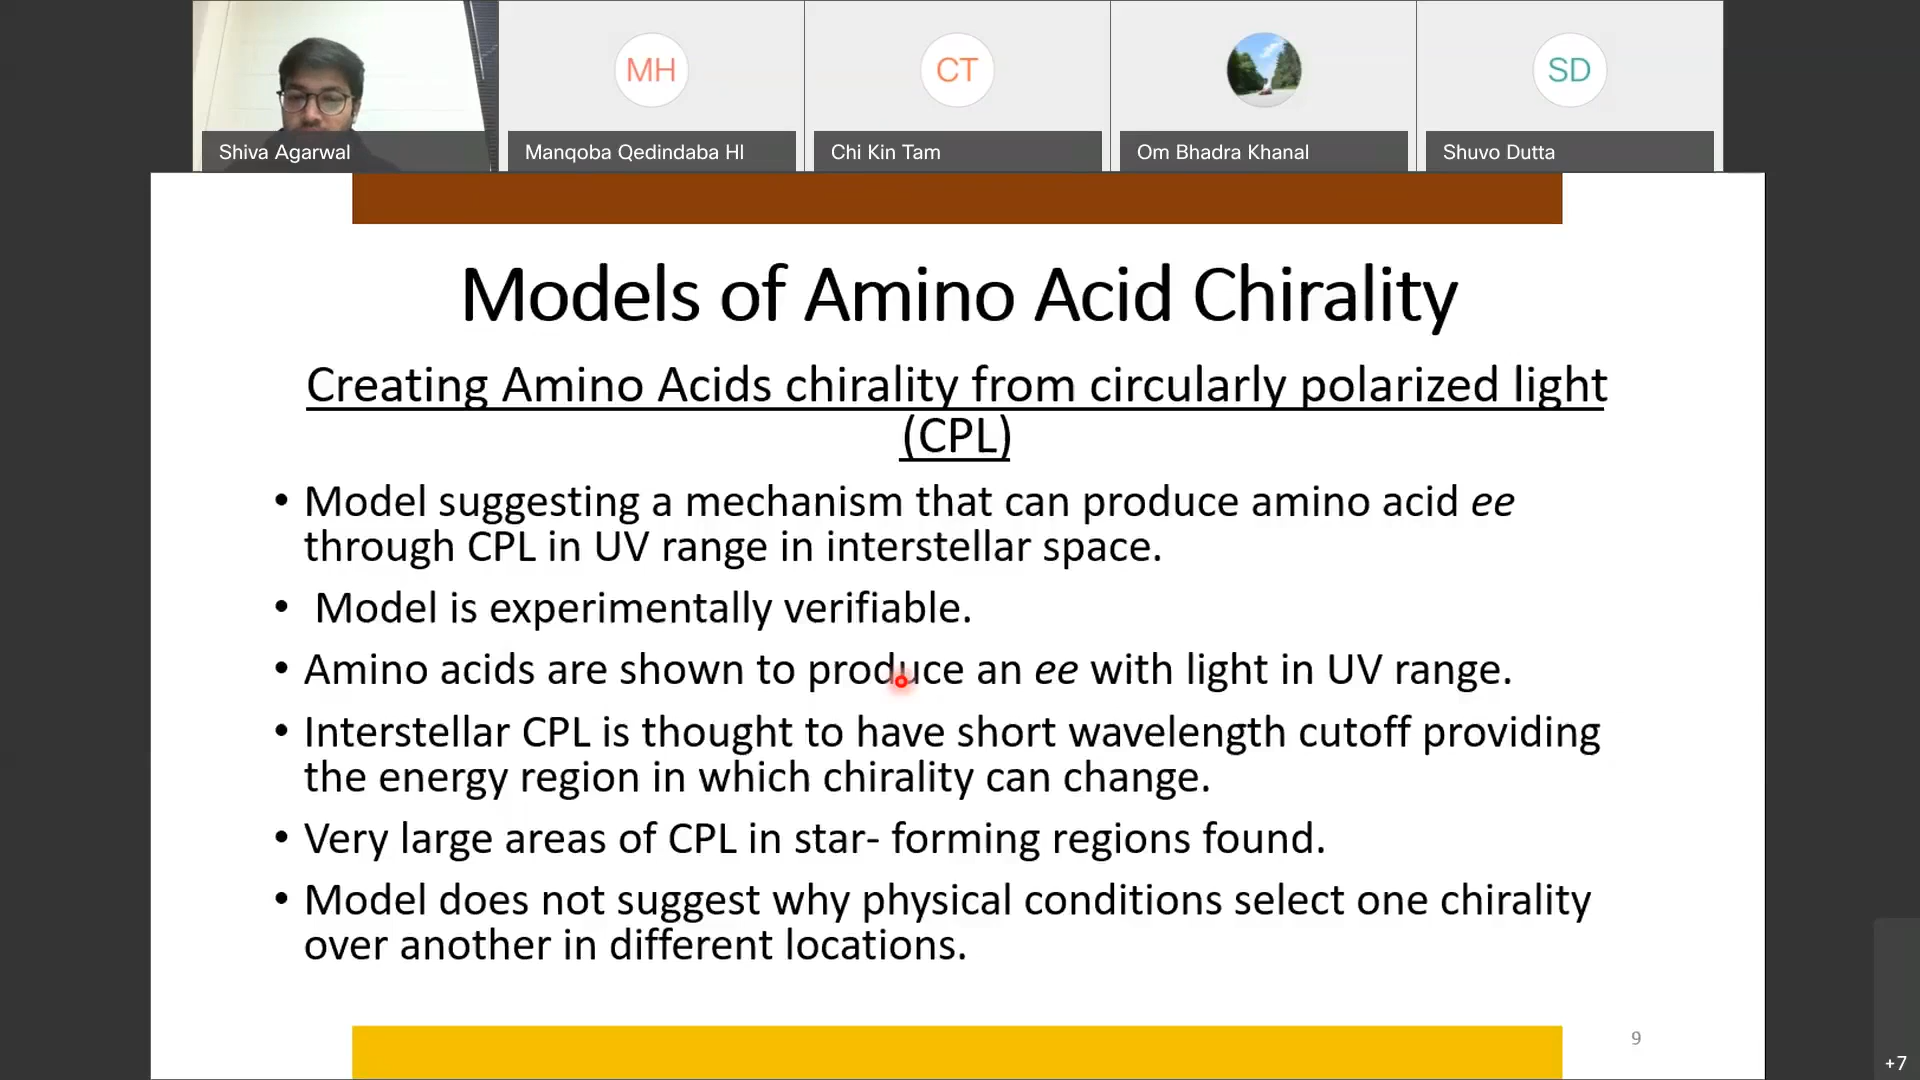 MH
CT
SD
Shiva Agarwal
Manqoba Qedindaba Hl
Chi Kin Tam
Om Bhadra Khanal
Shuvo Dutta
Models of Amino Acid Chirality
Creating Amino Acids chirality from circularly polarized light
(CPL)
• Model suggesting a mechanism that can produce amino acid ee
through CPL in UV range in interstellar space.
• Model is experimentally verifiable.
• Amino acids are shown to produce an ee with light in UV range.
• Interstellar CPL is thought to have short wavelength cutoff providing
the energy region in which chirality can change.
• Very large areas of CPL in star- forming regions found.
• Model does not suggest why physical conditions select one chirality
over another in different locations.
9
+7